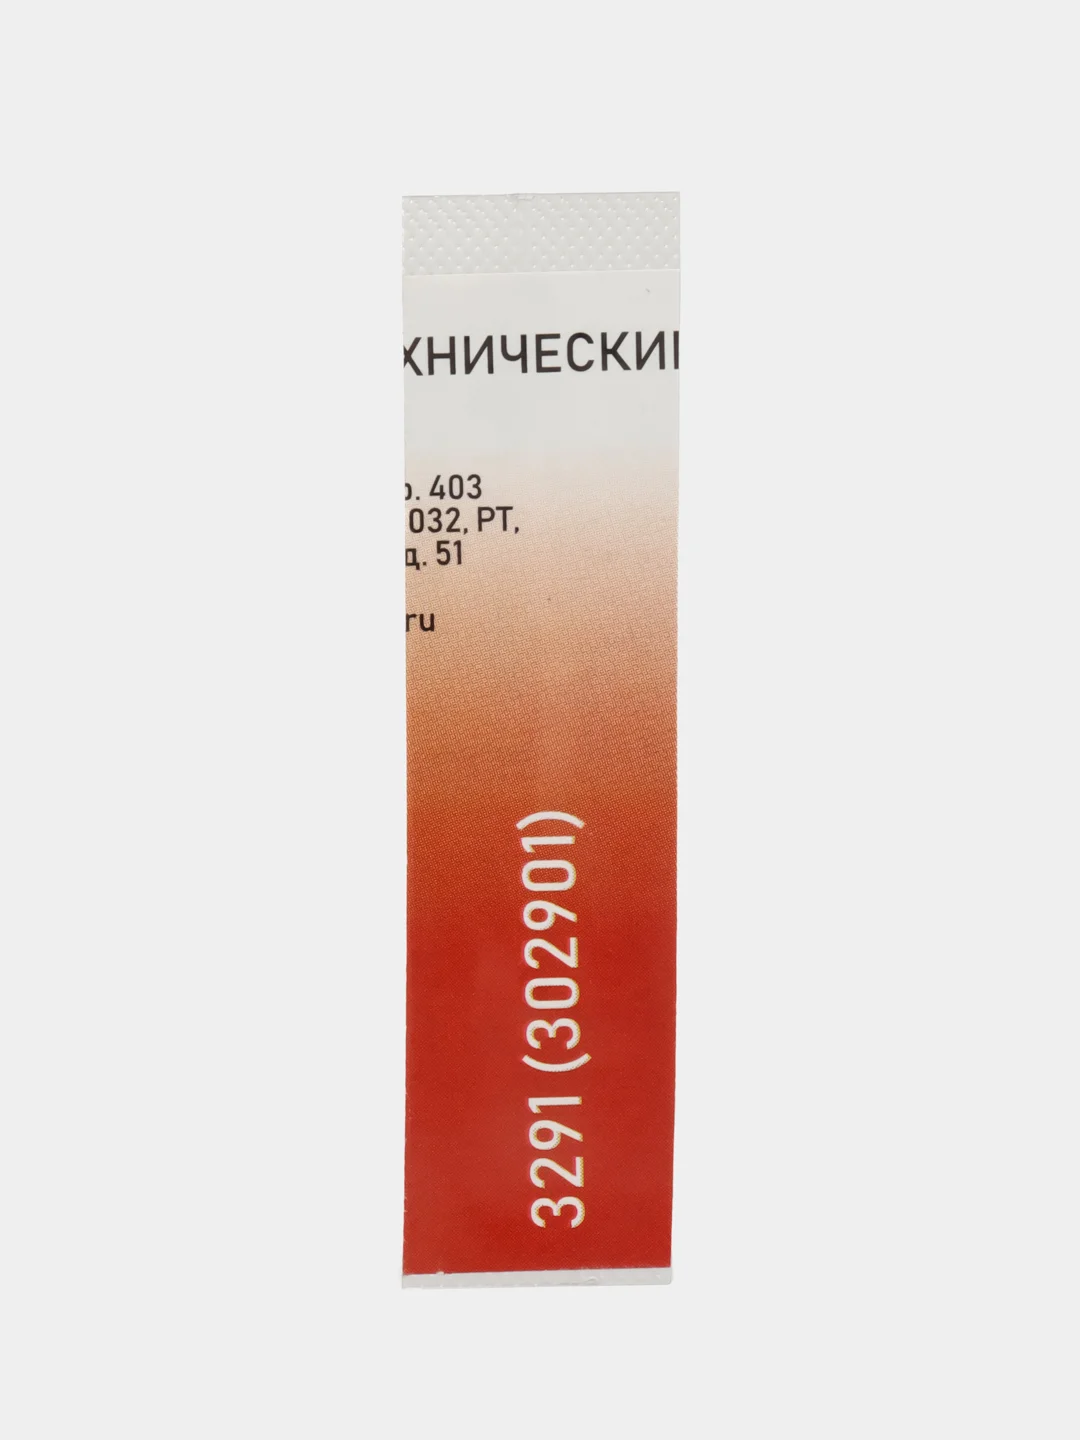 ХНИЧЕСКИ
р. 403
032, РТ,
д. 51
ru
3291 (302901)